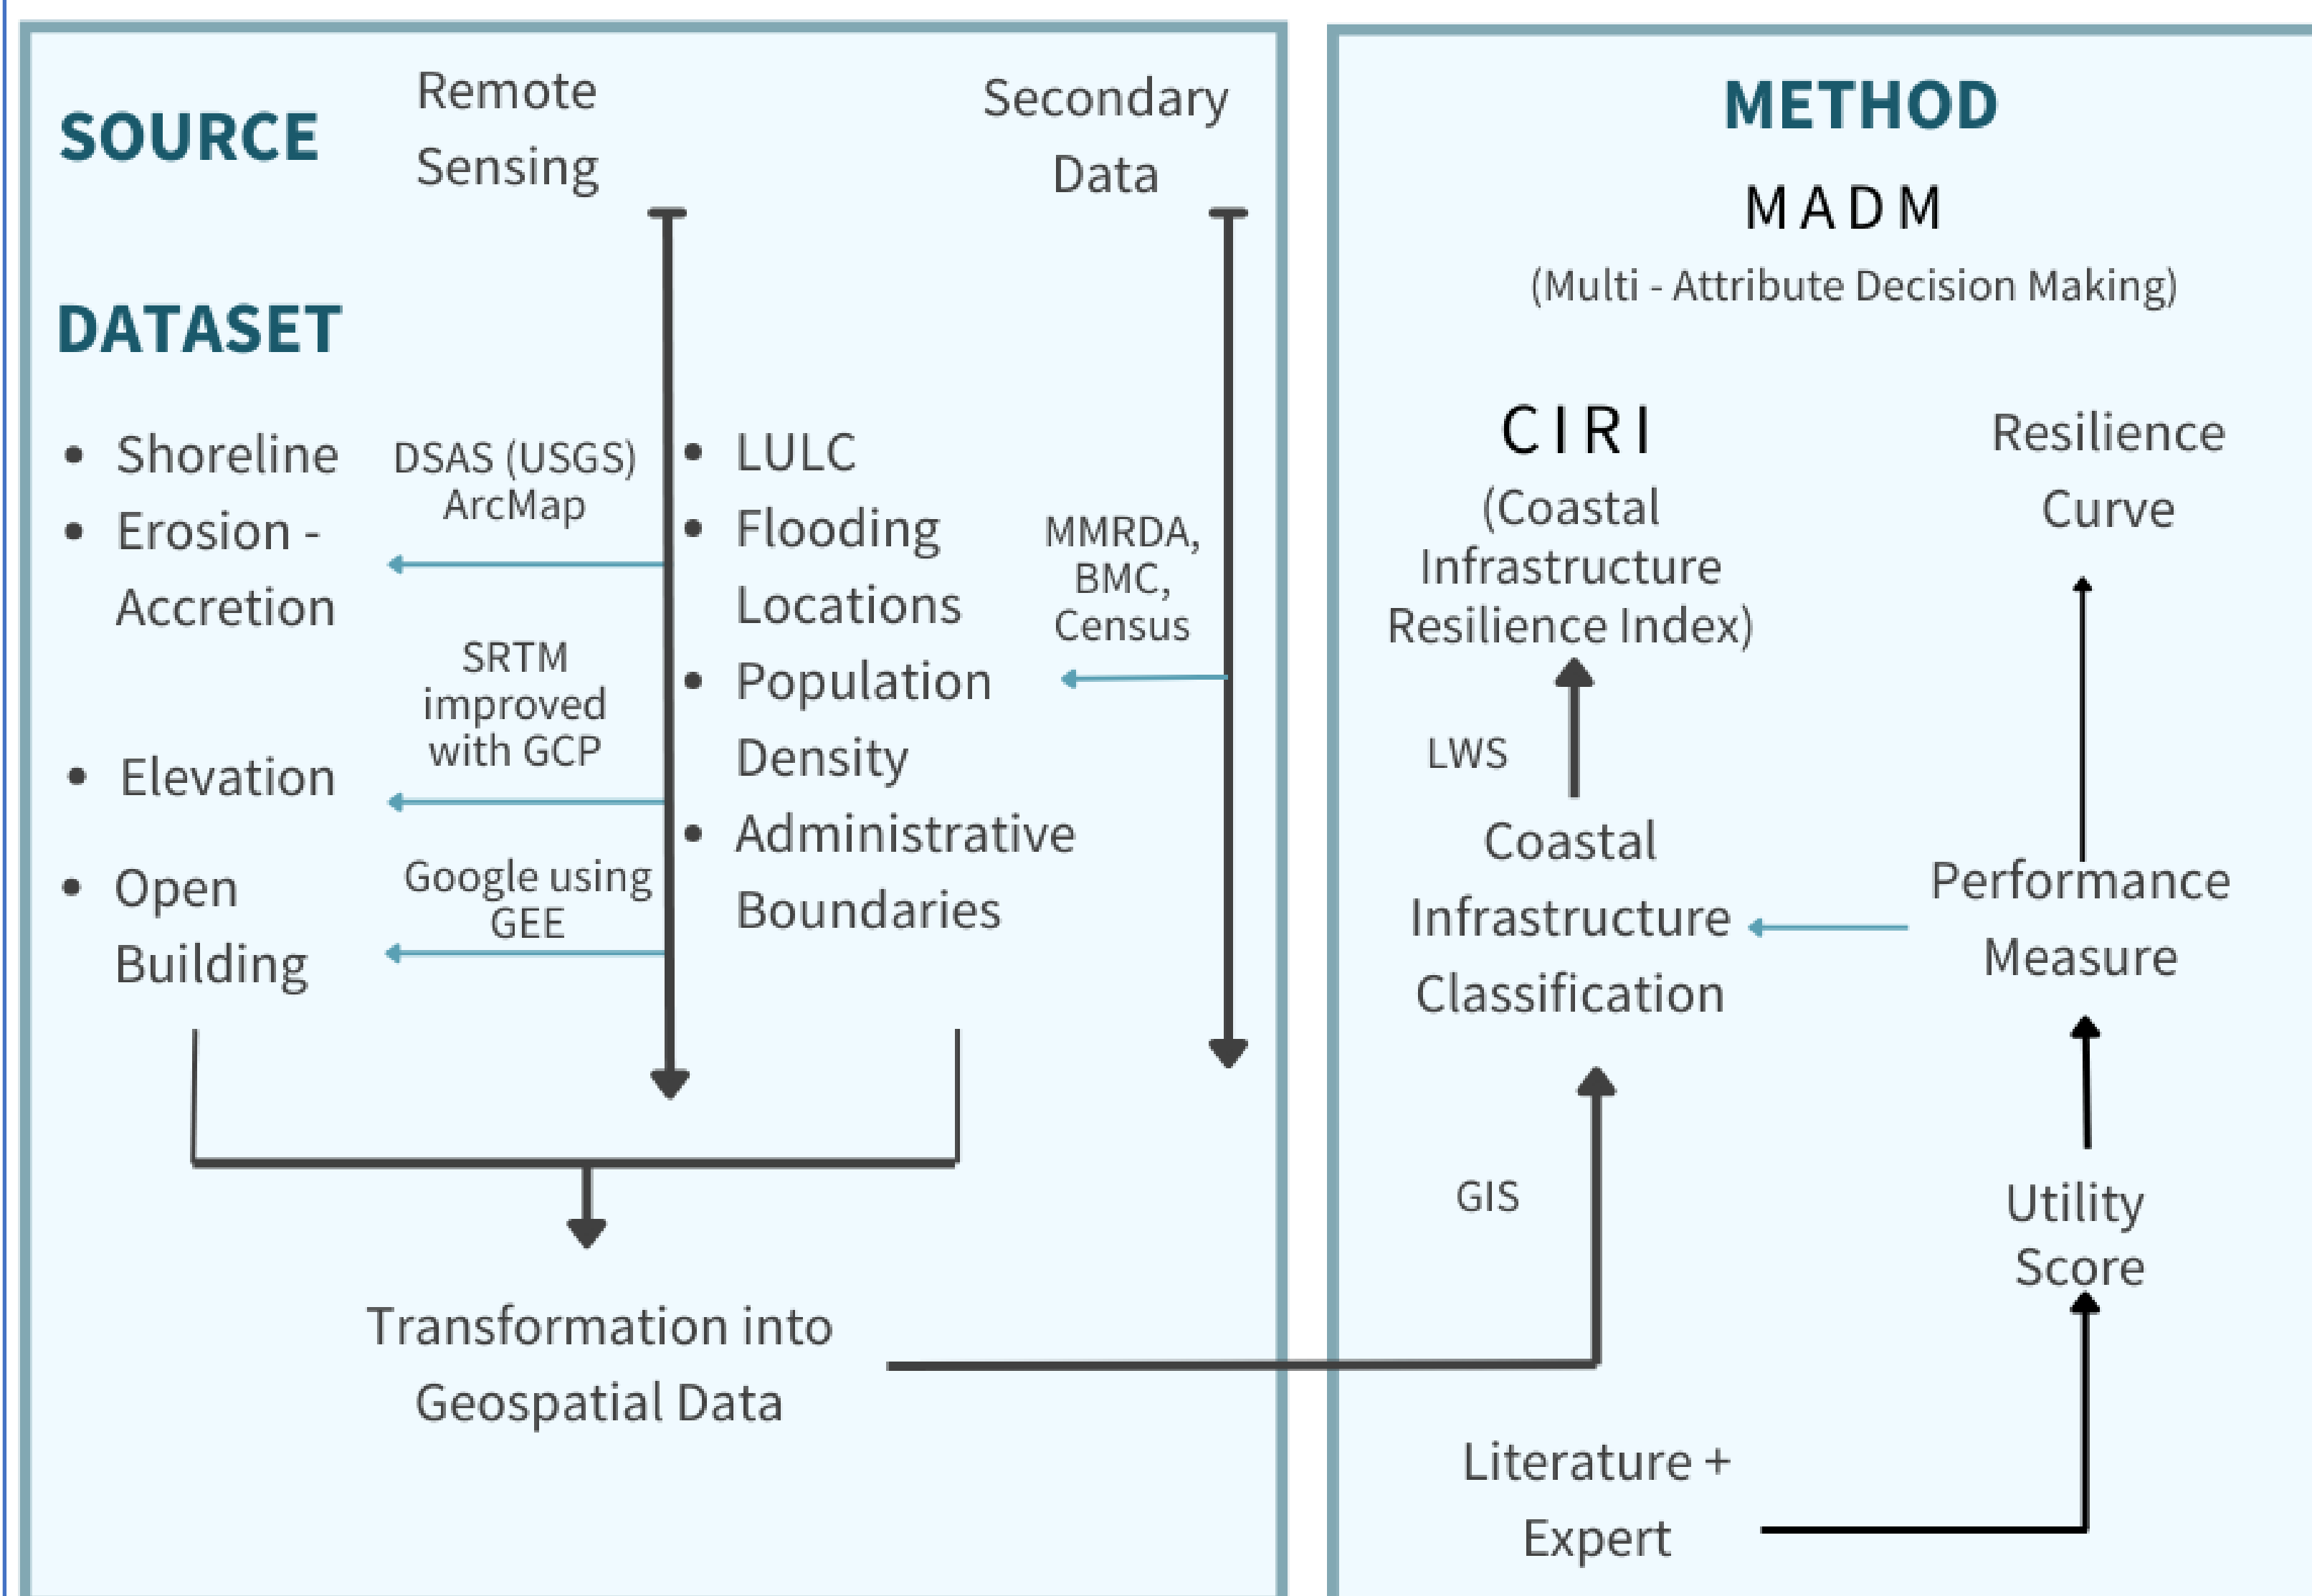 SOURCE
Remote
Sensing
Secondary
Data
DATASET
• Shoreline
• Erosion -
Accretion
• Elevation
• Open
Building
DSAS (USGS)
ArcMap
SRTM
improved
with GCP
Google using
GEE
• LULC
• Flooding
Locations
• Population
Density
• Administrative
Boundaries
MMRDA,
BMC,
Census
Transformation into
Geospatial Data
METHOD
MADM
(Multi - Attribute Decision Making)
CIRI
(Coastal
Infrastructure
Resilience Index)
LWS
Coastal
Infrastructure
Classification
GIS
Resilience
Curve
Performance
Measure
Utility
Score
Literature +
Expert